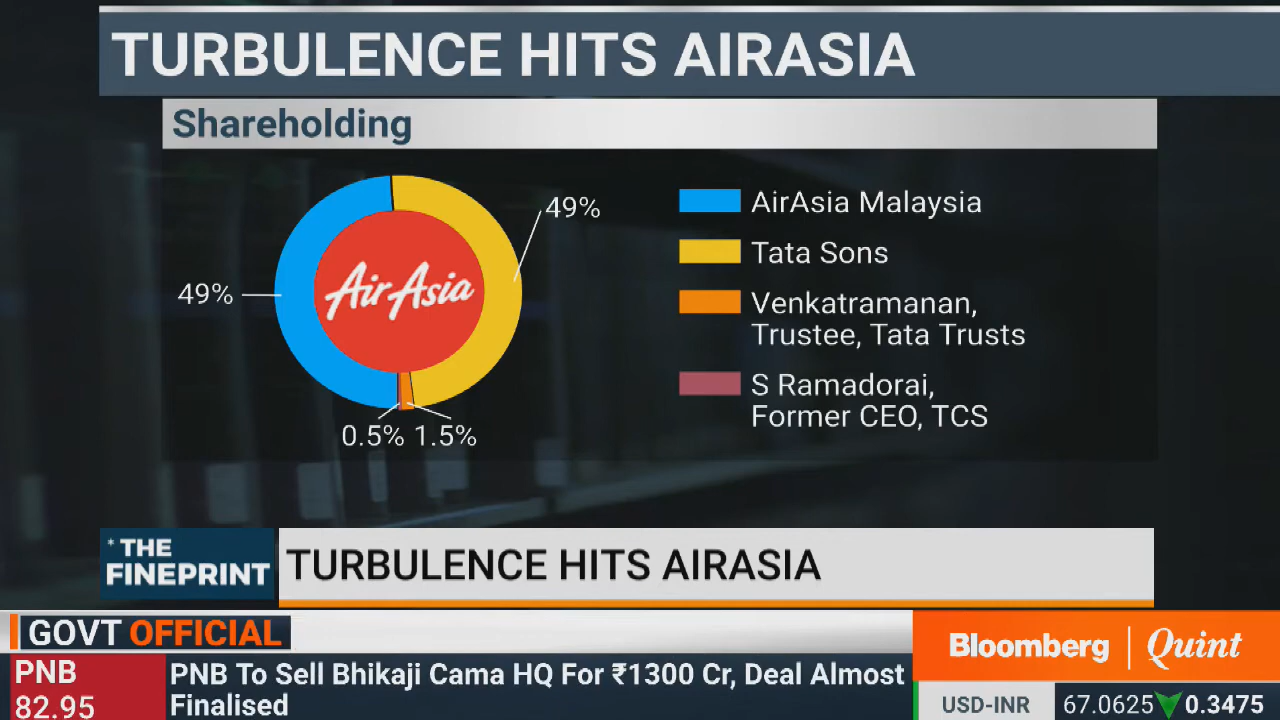 TURBULENCE HITS AIRASIA
Shareholding
49%
49%
0.5%
1.5%
AirAsia
AirAsia Malaysia
Tata Sons
Venkatramanan,
Trustee, Tata Trusts
S Ramadorai,
Former CEO, TCS
* THE
FINEPRINT
TURBULENCE HITS AIRASIA
GOVT OFFICIAL
PNB
82.95
PNB To Sell Bhikaji Cama HQ For ₹1300 Cr, Deal Almost
Finalised
Bloomberg | Quint
USD-INR 67.0625 0.3475